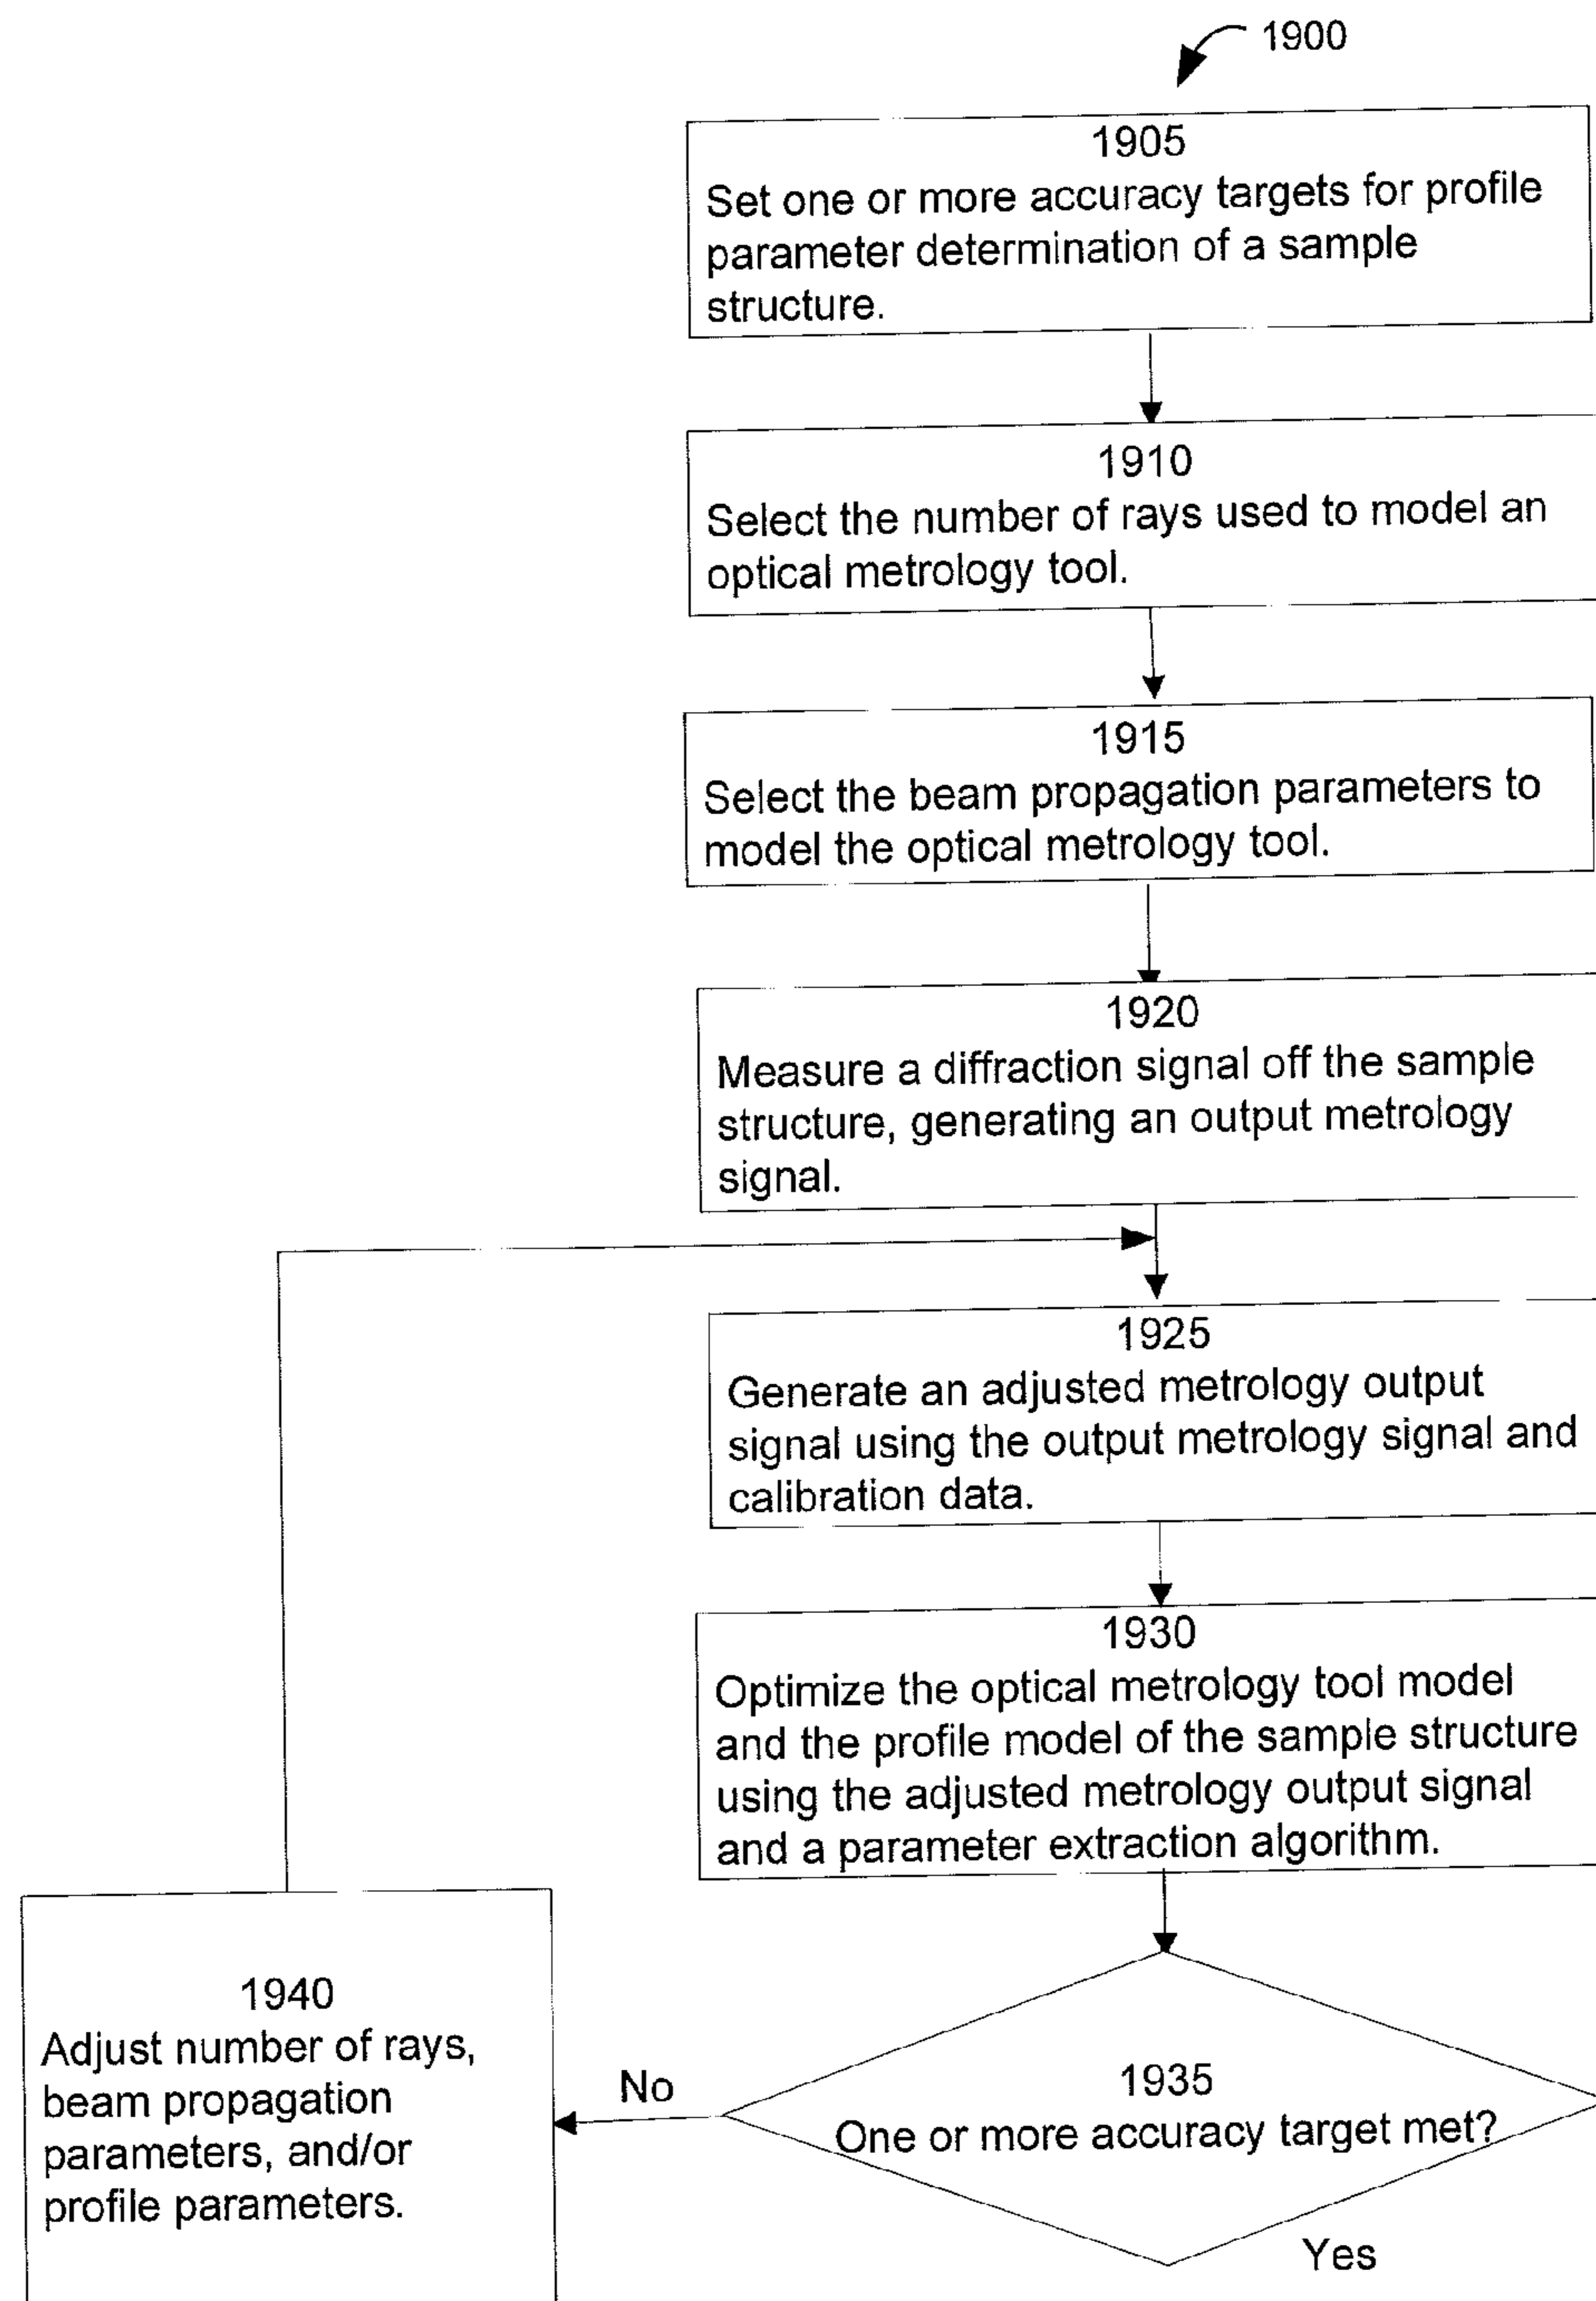 1900
1905
Set one or more accuracy targets for profile
parameter determination of a sample
structure.
1910
Select the number of rays used to model an
optical metrology tool.
1915
Select the beam propagation parameters to
model the optical metrology tool.
1920
Measure a diffraction signal off the sample
structure, generating an output metrology
signal.
1925
Generate an adjusted metrology output
signal using the output metrology signal and
calibration data.
1930
Optimize the optical metrology tool model
and the profile model of the sample structure
using the adjusted metrology output signal
and a parameter extraction algorithm.
1940
Adjust number of rays,
beam propagation
parameters, and/or
profile parameters.
No
1935
One or more accuracy target met?
Yes